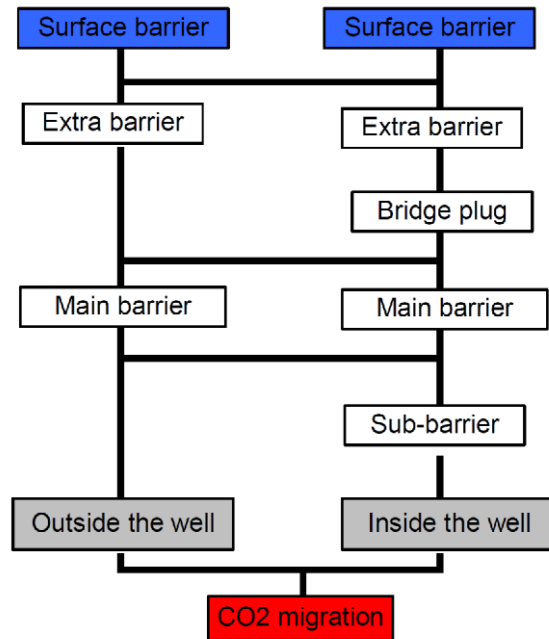 Surface barrier
Surface barrier
Extra barrier
Extra barrier
Bridge plug
Main barrier
Main barrier
Sub-barrier
Outside the well
Inside the well
CO2 migration